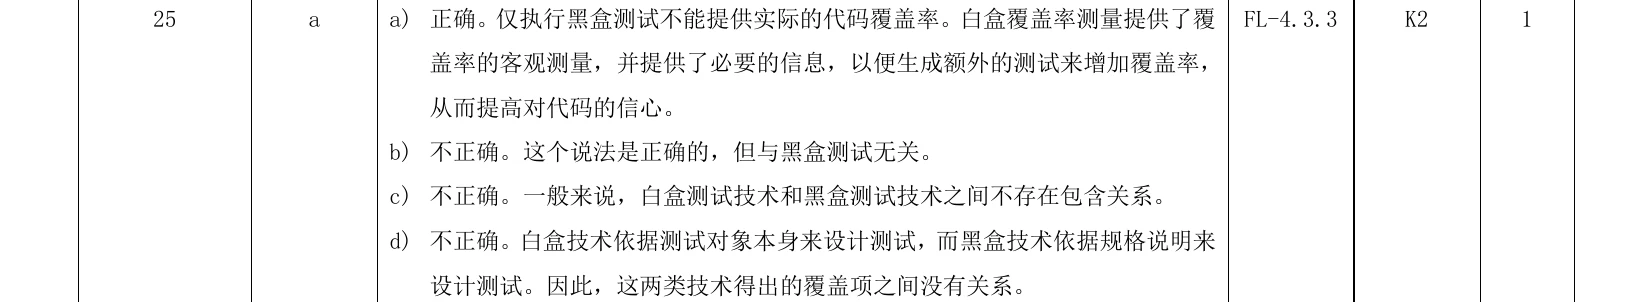 25 a a) 正确。仅执行黑盒测试不能提供实际的代码覆盖率。白盒覆盖率测量提供了覆 FL-4.3.3 K2 1
盖率的客观测量，并提供了必要的信息，以便生成额外的测试来增加覆盖率，
从而提高对代码的信心。
b) 不正确。这个说法是正确的，但与黑盒测试无关。
c) 不正确。一般来说，白盒测试技术和黑盒测试技术之间不存在包含关系。
d) 不正确。白盒技术依据测试对象本身来设计测试，而黑盒技术依据规格说明来
设计测试。因此，这两类技术得出的覆盖项之间没有关系。